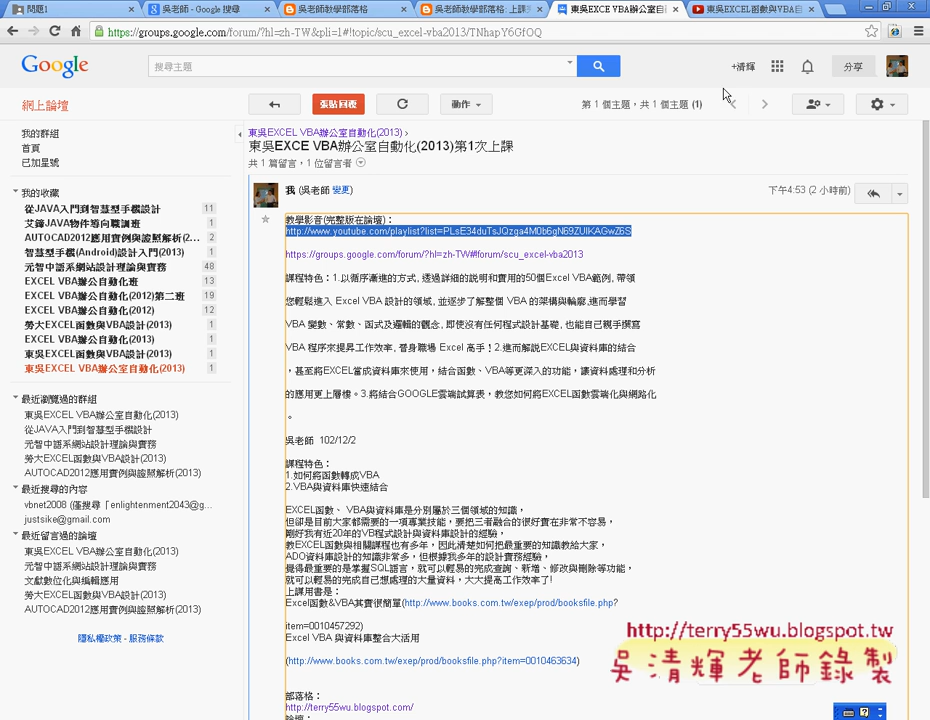 問題1
吳老師 - Google 搜尋
吳老師教學部落格
吳老師教學部落格: 上課
東吳EXCE VBA辦公室自
東吳EXCEL函數與VBA自
https://groups.google.com/forum/?hl=zh-TW&pli=1#!topic/scu_excel-vba2013/TNhapY6GfOQ
Google
搜尋主題
+清輝
分享
網上論壇
張貼回覆
動作
第 1 個主題，共 1 個主題 (1)
我的群組
首頁
已加星號
我的收藏
從JAVA入門到智慧型手機設計 11
艾鍗JAVA物件導向職訓班 1
AUTOCAD2012應用實例與證照解析(2... 2
智慧型手機(Android)設計入門(2013) 1
元智中語系網站設計理論與實務 48
EXCEL VBA辦公自動化班 13
EXCEL VBA辦公自動化(2012)第二班 19
EXCEL VBA辦公自動化(2012) 12
勞大EXCEL函數與VBA設計(2013) 1
EXCEL VBA辦公自動化(2013) 1
東吳EXCEL函數與VBA設計(2013) 1
東吳EXCEL VBA辦公室自動化(2013) 1
最近瀏覽過的群組
東吳EXCEL VBA辦公室自動化(2013)
從JAVA入門到智慧型手機設計
元智中語系網站設計理論與實務
勞大EXCEL函數與VBA設計(2013)
AUTOCAD2012應用實例與證照解析(2013)
最近搜尋的內容
vbnet2008 (僅搜尋「enlightenment2043@g...
justsike@gmail.com
最近留言過的論壇
東吳EXCEL VBA辦公室自動化(2013)
元智中語系網站設計理論與實務
文獻數位化與編輯應用
勞大EXCEL函數與VBA設計(2013)
AUTOCAD2012應用實例與證照解析(2013)
隱私權政策 - 服務條款
東吳EXCEL VBA辦公室自動化(2013) ›
東吳EXCE VBA辦公室自動化(2013)第1次上課
共 1 篇留言，1 位留言者
我 (吳老師 變更)
下午4:53 (2 小時前)
教學影音(完整版在論壇)：
http://www.youtube.com/playlist?list=PLsE34duTsJQzga4M0b6gN69ZUIKAGwZ6S
https://groups.google.com/forum/?hl=zh-TW#!forum/scu_excel-vba2013
課程特色：1.以循序漸進的方式, 透過詳細的說明和實用的50個Excel VBA範例, 帶領
您輕鬆進入 Excel VBA 設計的領域, 並逐步了解整個 VBA 的架構與輪廓,進而學習
VBA 變數、常數、函式及邏輯的觀念, 即使沒有任何程式設計基礎, 也能自己親手撰寫
VBA 程序來提昇工作效率, 晉身職場 Excel 高手！2.進而解說EXCEL與資料庫的結合
，甚至將EXCEL當成資料庫來使用，結合函數、VBA等更深入的功能，讓資料處理和分析
的應用更上層樓。3.將結合GOOGLE雲端試算表，教您如何將EXCEL函數雲端化與網路化
。
吳老師 102/12/2
課程特色：
1.如何將函數轉成VBA
2.VBA與資料庫快速結合
EXCEL函數、 VBA與資料庫是分別屬於三個領域的知識，
但卻是目前大家都需要的一項專業技能，要把三者融合的很好實在非常不容易，
剛好我有近20年的VB程式設計與資料庫設計的經驗，
教EXCEL函數與相關課程也有多年，因此清楚如何把最重要的知識教給大家，
ADO資料庫設計的知識非常多，但根據我多年的設計實務經驗，
覺得最重要的是掌握SQL語言，就可以輕易的完成查詢、新增、修改與刪除等功能，
就可以輕易的完成自己想處理的大量資料，大大提高工作效率了!
上課用書是：
Excel函數&VBA其實很簡單(http://www.books.com.tw/exep/prod/booksfile.php?
item=0010457292)
Excel VBA 與資料庫整合大活用
(http://www.books.com.tw/exep/prod/booksfile.php?item=0010463634)
部落格：
http://terry55wu.blogspot.com/
論壇：
http://terry55wu.blogspot.tw
吳清輝老師錄製